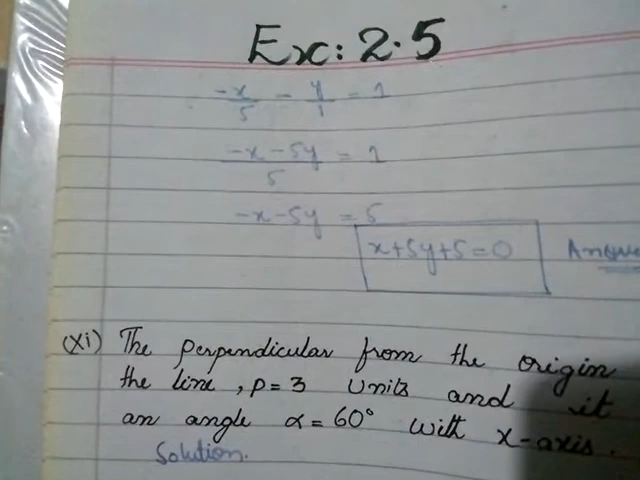 Ex: 2.5
-x/5 - y/1 = 1
-x-5y/5 = 1
-x-5y = 5
x+5y+5=0
(xi) The perpendicular from the origin
the line, p=3 units and it
an angle α=60° with x-axis.
Solution.